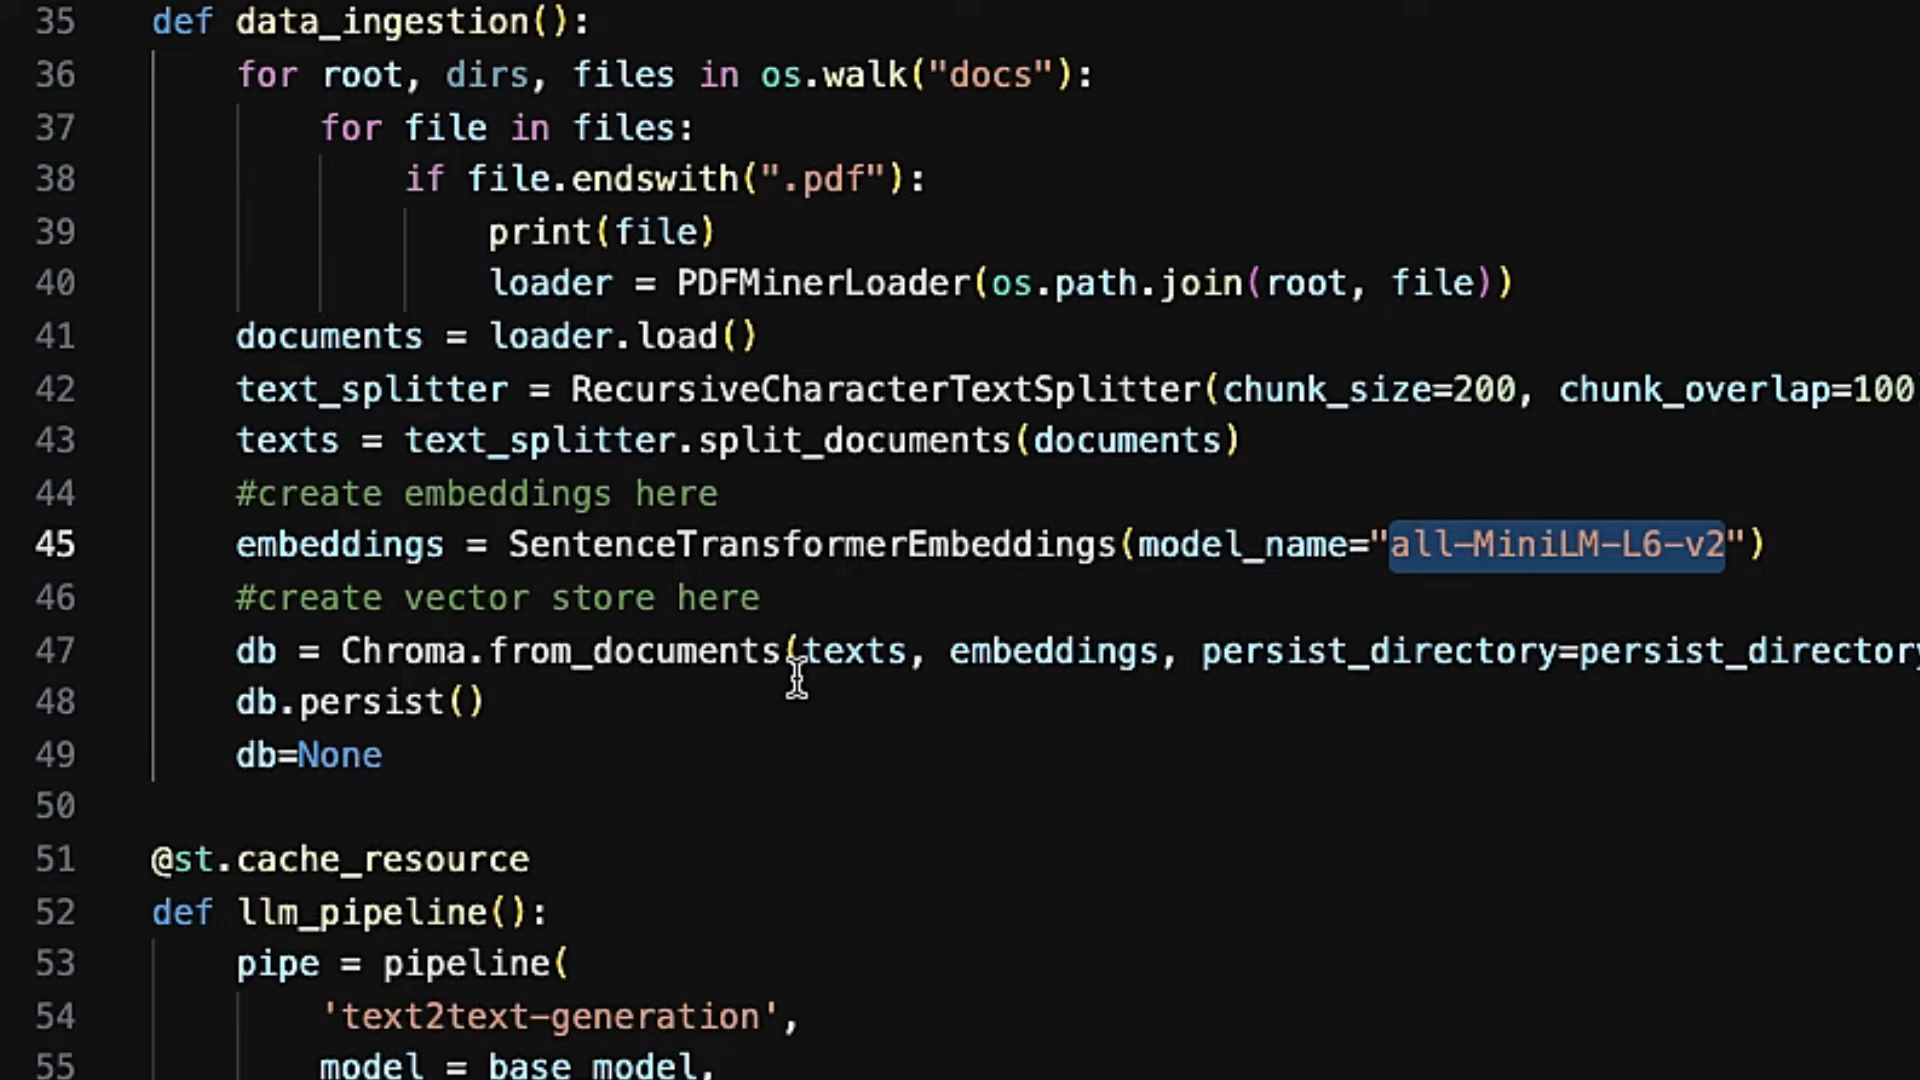 35 def data_ingestion():
36 for root, dirs, files in os.walk("docs"):
37 for file in files:
38 if file.endswith(".pdf"):
39 print(file)
40 loader = PDFMinerLoader(os.path.join(root, file))
41 documents = loader.load()
42 text_splitter = RecursiveCharacterTextSplitter(chunk_size=200, chunk_overlap=100
43 texts = text_splitter.split_documents(documents)
44 #create embeddings here
45 embeddings = SentenceTransformerEmbeddings(model_name="all-MiniLM-L6-v2")
46 #create vector store here
47 db = Chroma.from_documents(texts, embeddings, persist_directory=persist_directory
48 db.persist()
49 db=None
50
51 @st.cache_resource
52 def llm_pipeline():
53 pipe = pipeline(
54 'text2text-generation',
55 model = base_model,